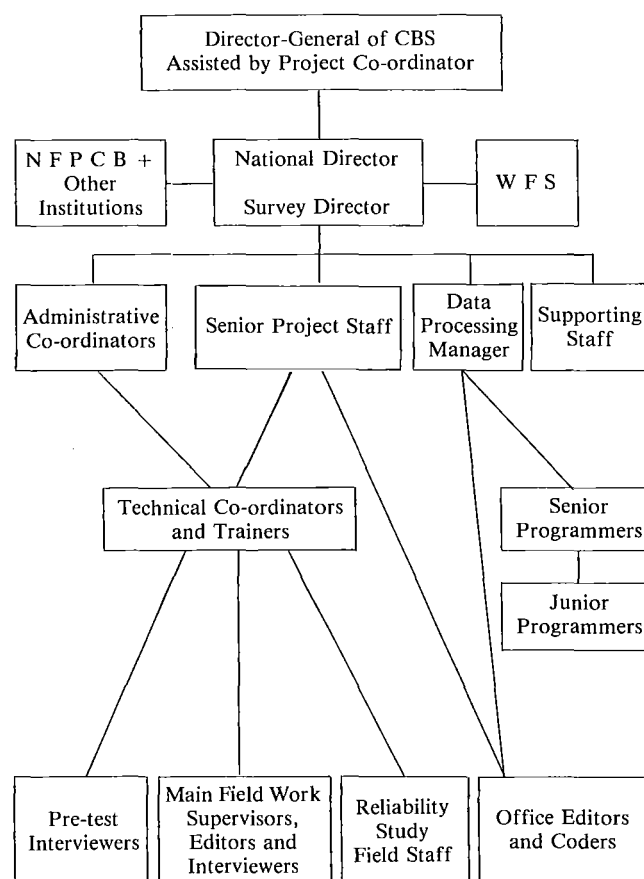 Director-General of CBS
Assisted by Project Co-ordinator
N F P C B +
Other
Institutions
National Director
Survey Director
W F S
Administrative
Co-ordinators
Senior Project Staff
Data
Processing
Manager
Supporting
Staff
Technical Co-ordinators
and Trainers
Senior
Programmers
Junior
Programmers
Pre-test
Interviewers
Main Field Work
Supervisors,
Editors and
Interviewers
Reliability
Study
Field Staff
Office Editors
and Coders